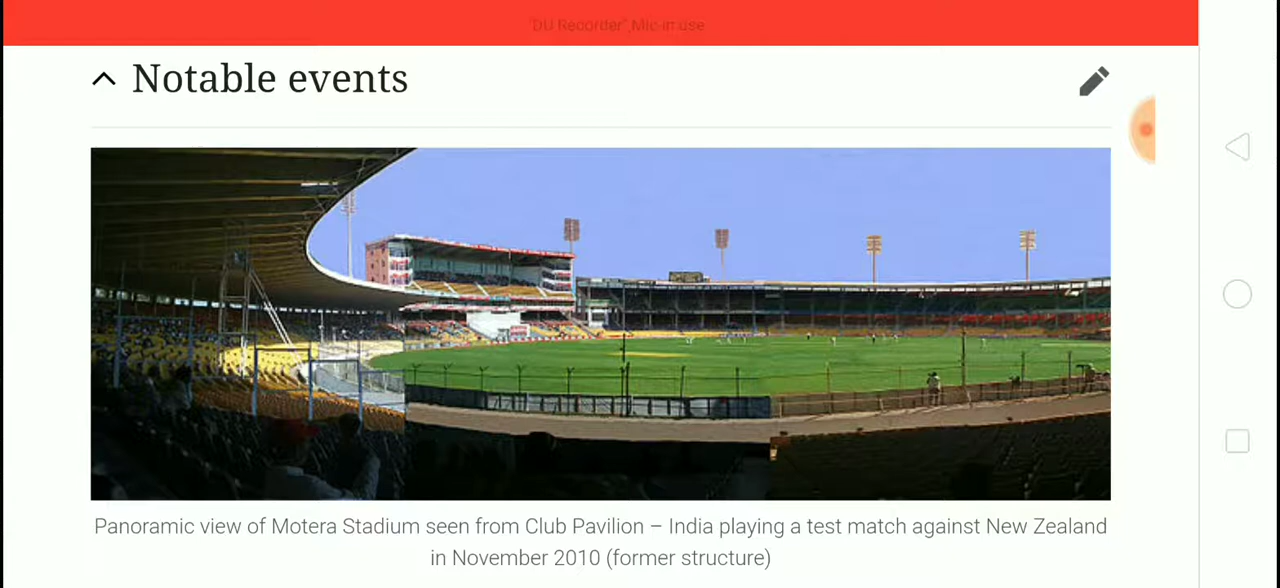 "DU Recorder",Mic in use
Notable events
Panoramic view of Motera Stadium seen from Club Pavilion – India playing a test match against New Zealand
in November 2010 (former structure)